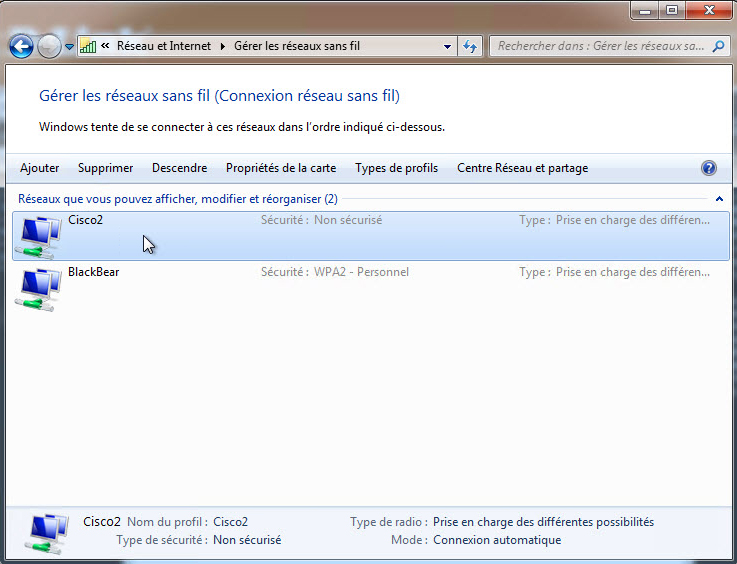 « Réseau et Internet Gérer les réseaux sans fil Rechercher dans : Gérer les réseaux sa...
Gérer les réseaux sans fil (Connexion réseau sans fil)
Windows tente de se connecter à ces réseaux dans l'ordre indiqué ci-dessous.
Ajouter Supprimer Descendre Propriétés de la carte Types de profils Centre Réseau et partage ?
Réseaux que vous pouvez afficher, modifier et réorganiser (2)
Cisco2 Sécurité : Non sécurisé Type : Prise en charge des différen...
BlackBear Sécurité : WPA2 - Personnel Type : Prise en charge des différen...
Cisco2 Nom du profil : Cisco2 Type de radio : Prise en charge des différentes possibilités
Type de sécurité : Non sécurisé Mode : Connexion automatique